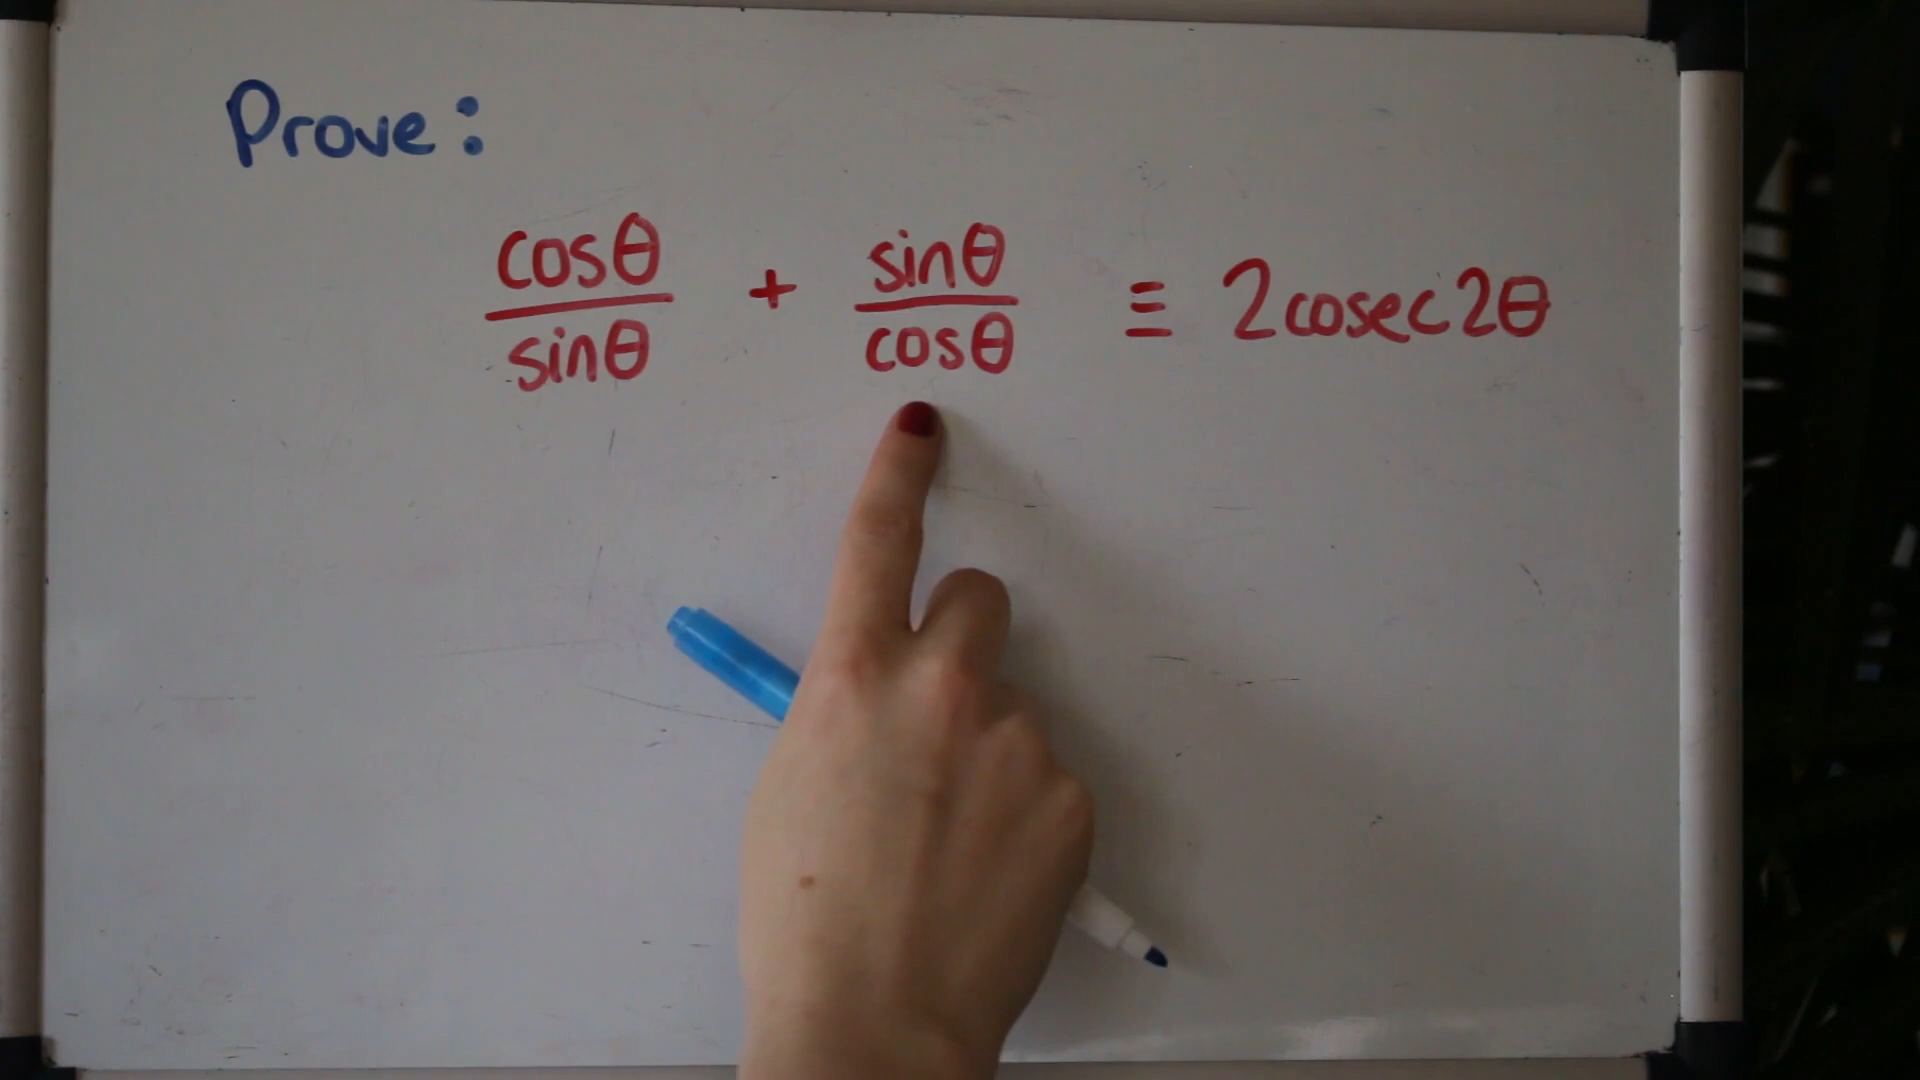 Prove:
cosθ/sinθ + sinθ/cosθ ≡ 2cosec2θ